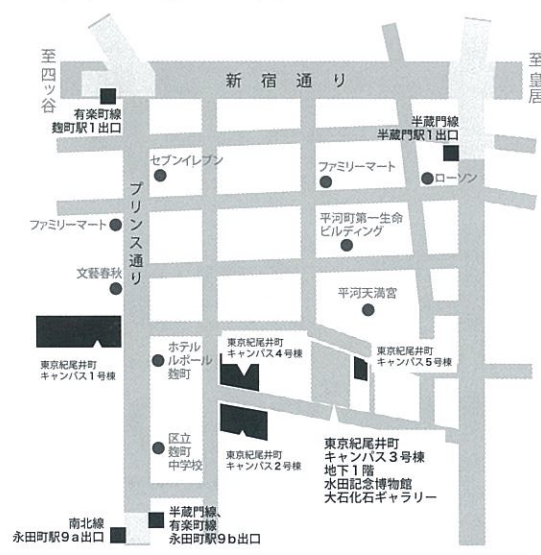 至四ッ谷
新宿通り
至皇居
有楽町線
麹町駅1出口
半蔵門線
半蔵門駅1出口
セブンイレブン
ファミリーマート
ローソン
プリンス通り
ファミリーマート
平河町第一生命
ビルディング
文藝春秋
平河天満宮
東京紀尾井町
キャンパス1号棟
ホテル
ルポール
麹町
東京紀尾井町
キャンパス4号棟
東京紀尾井町
キャンパス5号棟
区立
麹町
中学校
東京紀尾井町
キャンパス2号棟
東京紀尾井町
キャンパス3号棟
地下1階
水田記念博物館
大石化石ギャラリー
南北線
永田町駅9a出口
半蔵門線、
有楽町線
永田町駅9b出口